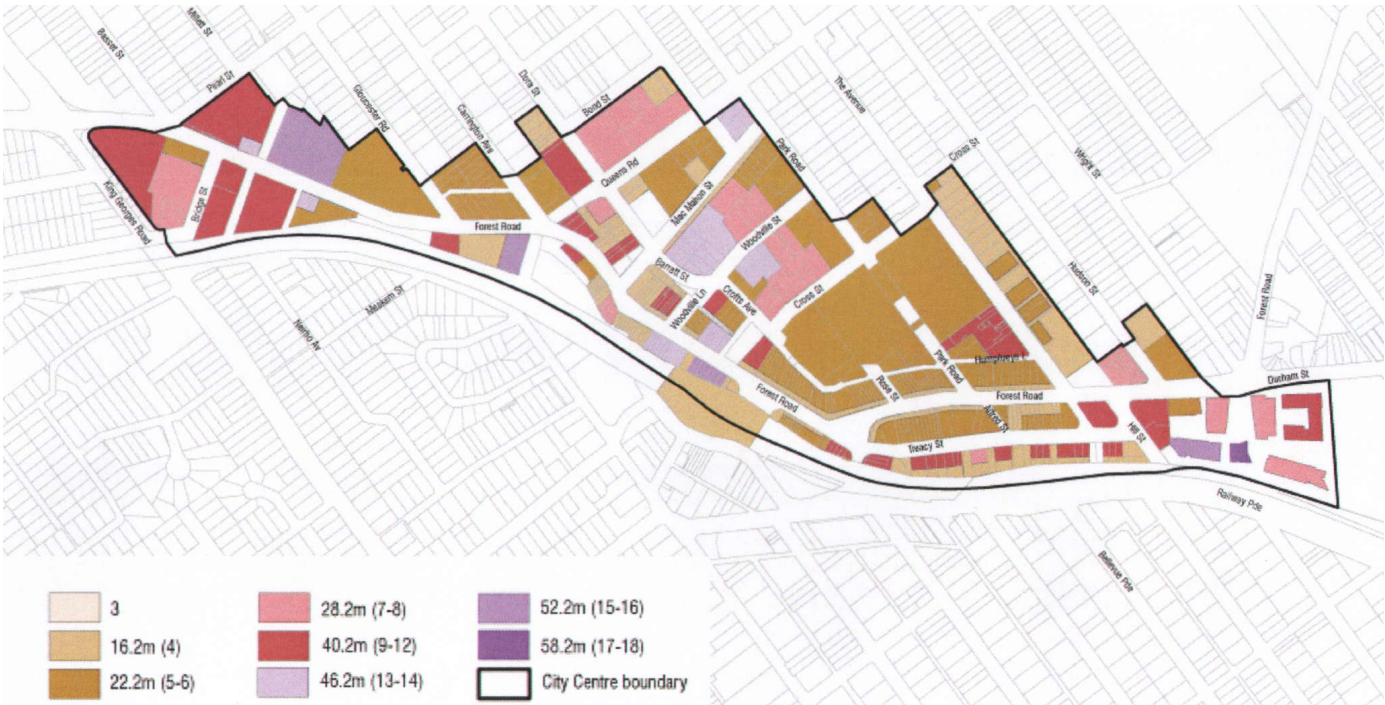 Basset St
Millett St
Pearl St
Gloucester Rd
Carrington Ave
Dora St
Bond St
The Avenue
Park Road
Cross St
Wright St
Queens Rd
Mac Mahon St
King Georges Road
Bridge St
Forest Road
Woodville St
Hudson St
Forest Road
Barratt St
Cross St
Crofts Ave
Woodville Ln
Meakem St
Humphreys L
Park Road
Rose St
Durham St
Forest Road
Forest Road
Alfred St
Treacy St
Hill St
Railway Pde
Bellevue Pde
3
28.2m (7-8)
52.2m (15-16)
16.2m (4)
40.2m (9-12)
58.2m (17-18)
22.2m (5-6)
46.2m (13-14)
City Centre boundary